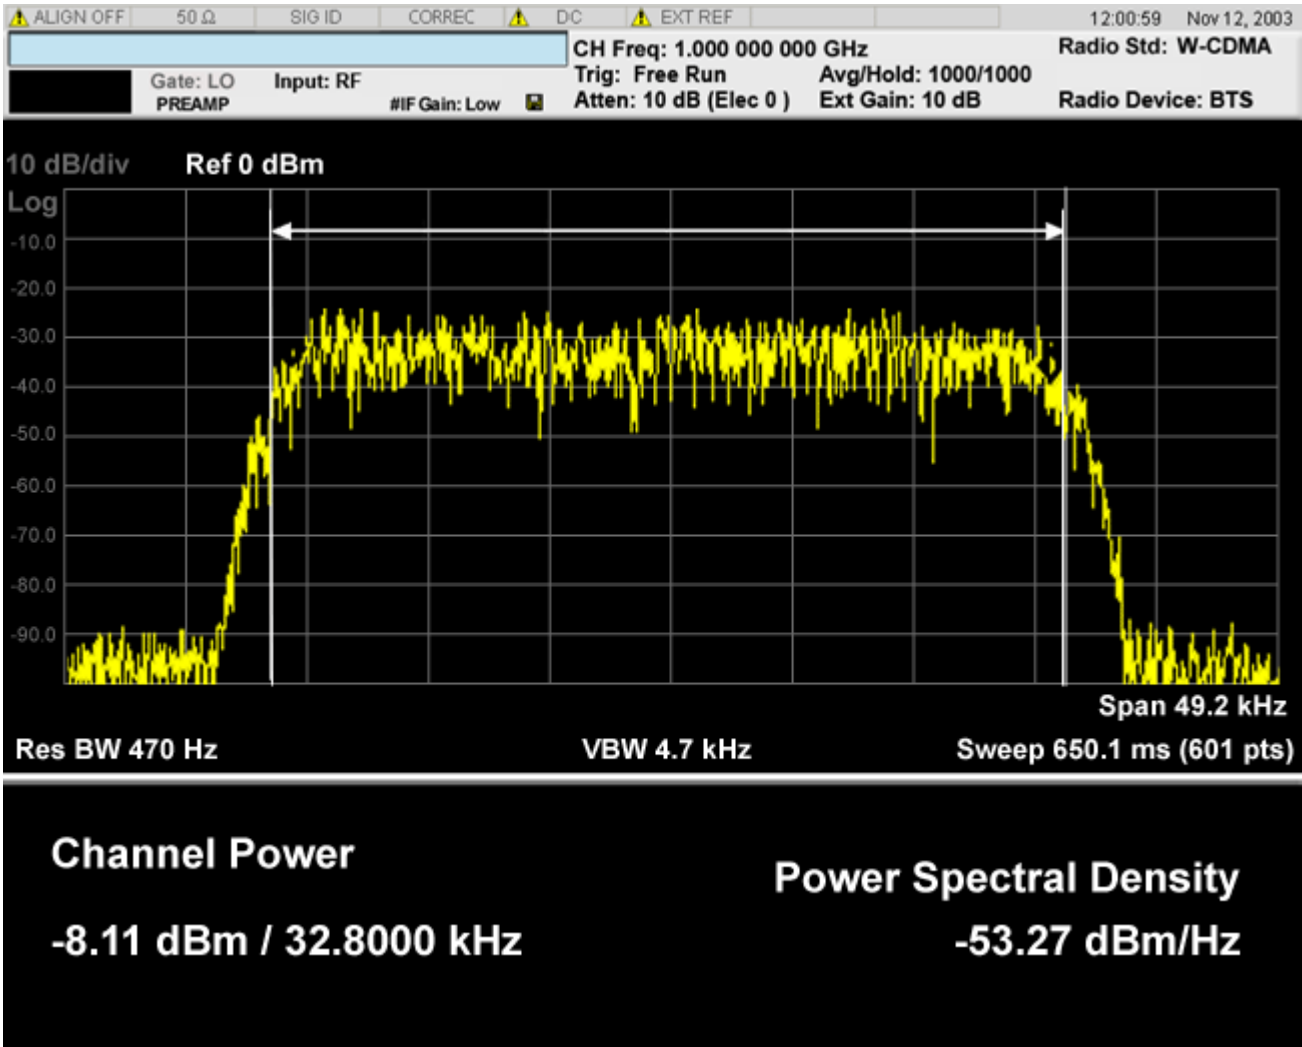 ALIGN OFF 50 Ω SIG ID CORREC DC EXT REF 12:00:59 Nov 12, 2003
CH Freq: 1.000 000 000 GHz Radio Std: W-CDMA
Gate: LO Input: RF Trig: Free Run Avg/Hold: 1000/1000
PREAMP #IF Gain: Low Atten: 10 dB (Elec 0 ) Ext Gain: 10 dB Radio Device: BTS
10 dB/div Ref 0 dBm
Log
-10.0
-20.0
-30.0
-40.0
-50.0
-60.0
-70.0
-80.0
-90.0
Span 49.2 kHz
Res BW 470 Hz VBW 4.7 kHz Sweep 650.1 ms (601 pts)
Channel Power
Power Spectral Density
-8.11 dBm / 32.8000 kHz -53.27 dBm/Hz